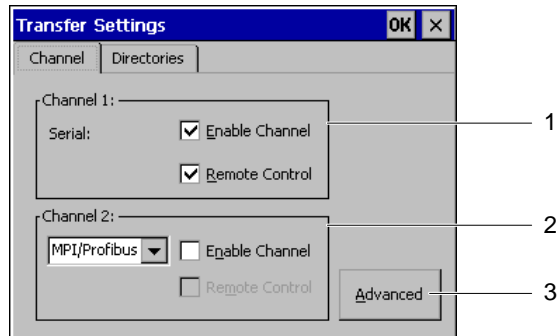 Transfer Settings OK ×
Channel Directories
Channel 1:
Serial: Enable Channel
Remote Control
1
Channel 2:
MPI/Profibus Enable Channel
Remote Control
2
Advanced
3